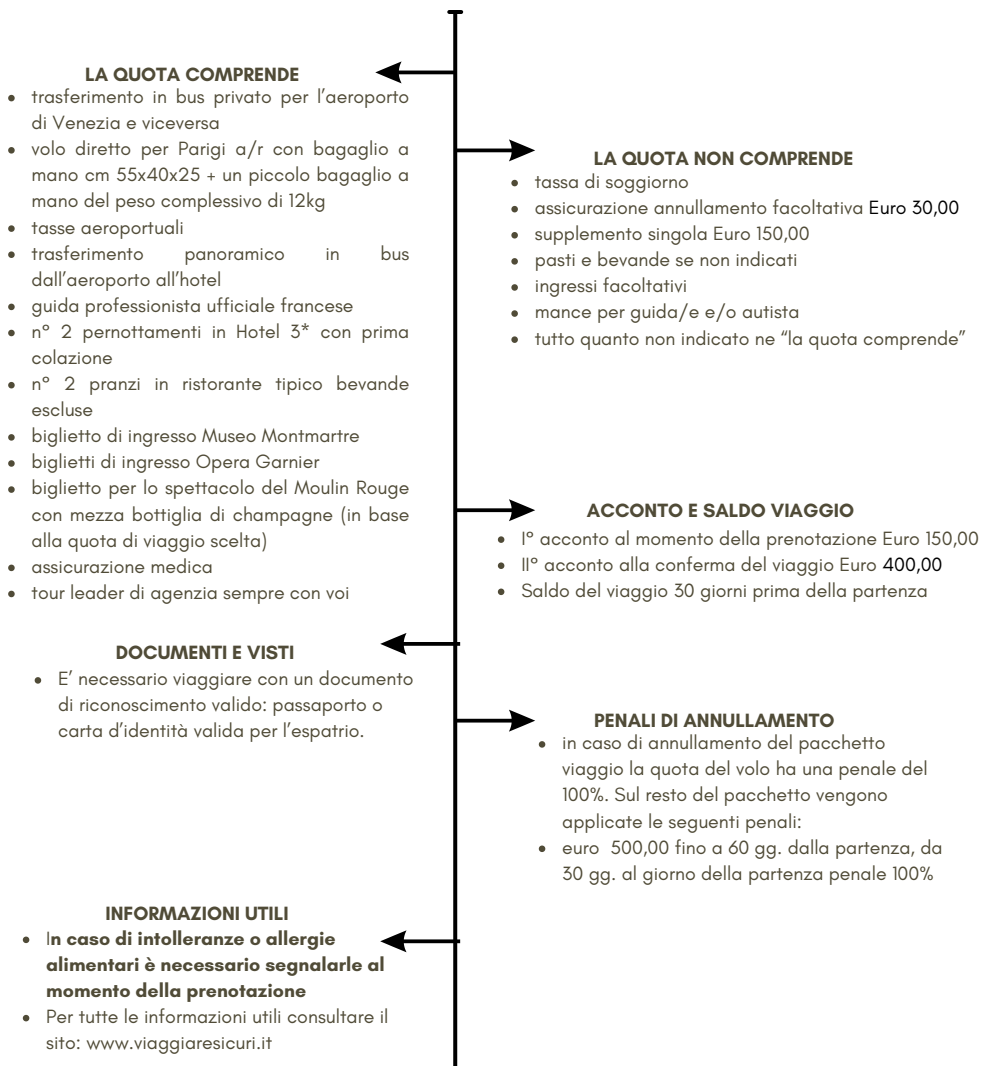 LA QUOTA COMPRENDE
trasferimento in bus privato per l'aeroporto
di Venezia e viceversa
volo diretto per Parigi a/r con bagaglio a
mano cm 55x40x25 + un piccolo bagaglio a
mano del peso complessivo di 12kg
tasse aeroportuali
trasferimento panoramico in bus
dall'aeroporto all'hotel
guida professionista ufficiale francese
n° 2 pernottamenti in Hotel 3* con prima
colazione
n° 2 pranzi in ristorante tipico bevande
escluse
biglietto di ingresso Museo Montmartre
biglietti di ingresso Opera Garnier
biglietto per lo spettacolo del Moulin Rouge
con mezza bottiglia di champagne (in base
alla quota di viaggio scelta)
assicurazione medica
tour leader di agenzia sempre con voi
LA QUOTA NON COMPRENDE
tassa di soggiorno
assicurazione annullamento facoltativa Euro 30,00
supplemento singola Euro 150,00
pasti e bevande se non indicati
ingressi facoltativi
mance per guida/e e/o autista
tutto quanto non indicato ne "la quota comprende"
ACCONTO E SALDO VIAGGIO
I° acconto al momento della prenotazione Euro 150,00
II° acconto alla conferma del viaggio Euro 400,00
Saldo del viaggio 30 giorni prima della partenza
DOCUMENTI E VISTI
E' necessario viaggiare con un documento
di riconoscimento valido: passaporto o
carta d'identità valida per l'espatrio.
PENALI DI ANNULLAMENTO
in caso di annullamento del pacchetto
viaggio la quota del volo ha una penale del
100%. Sul resto del pacchetto vengono
applicate le seguenti penali:
euro 500,00 fino a 60 gg. dalla partenza, da
30 gg. al giorno della partenza penale 100%
INFORMAZIONI UTILI
In caso di intolleranze o allergie
alimentari è necessario segnalarle al
momento della prenotazione
Per tutte le informazioni utili consultare il
sito: www.viaggiaresicuri.it